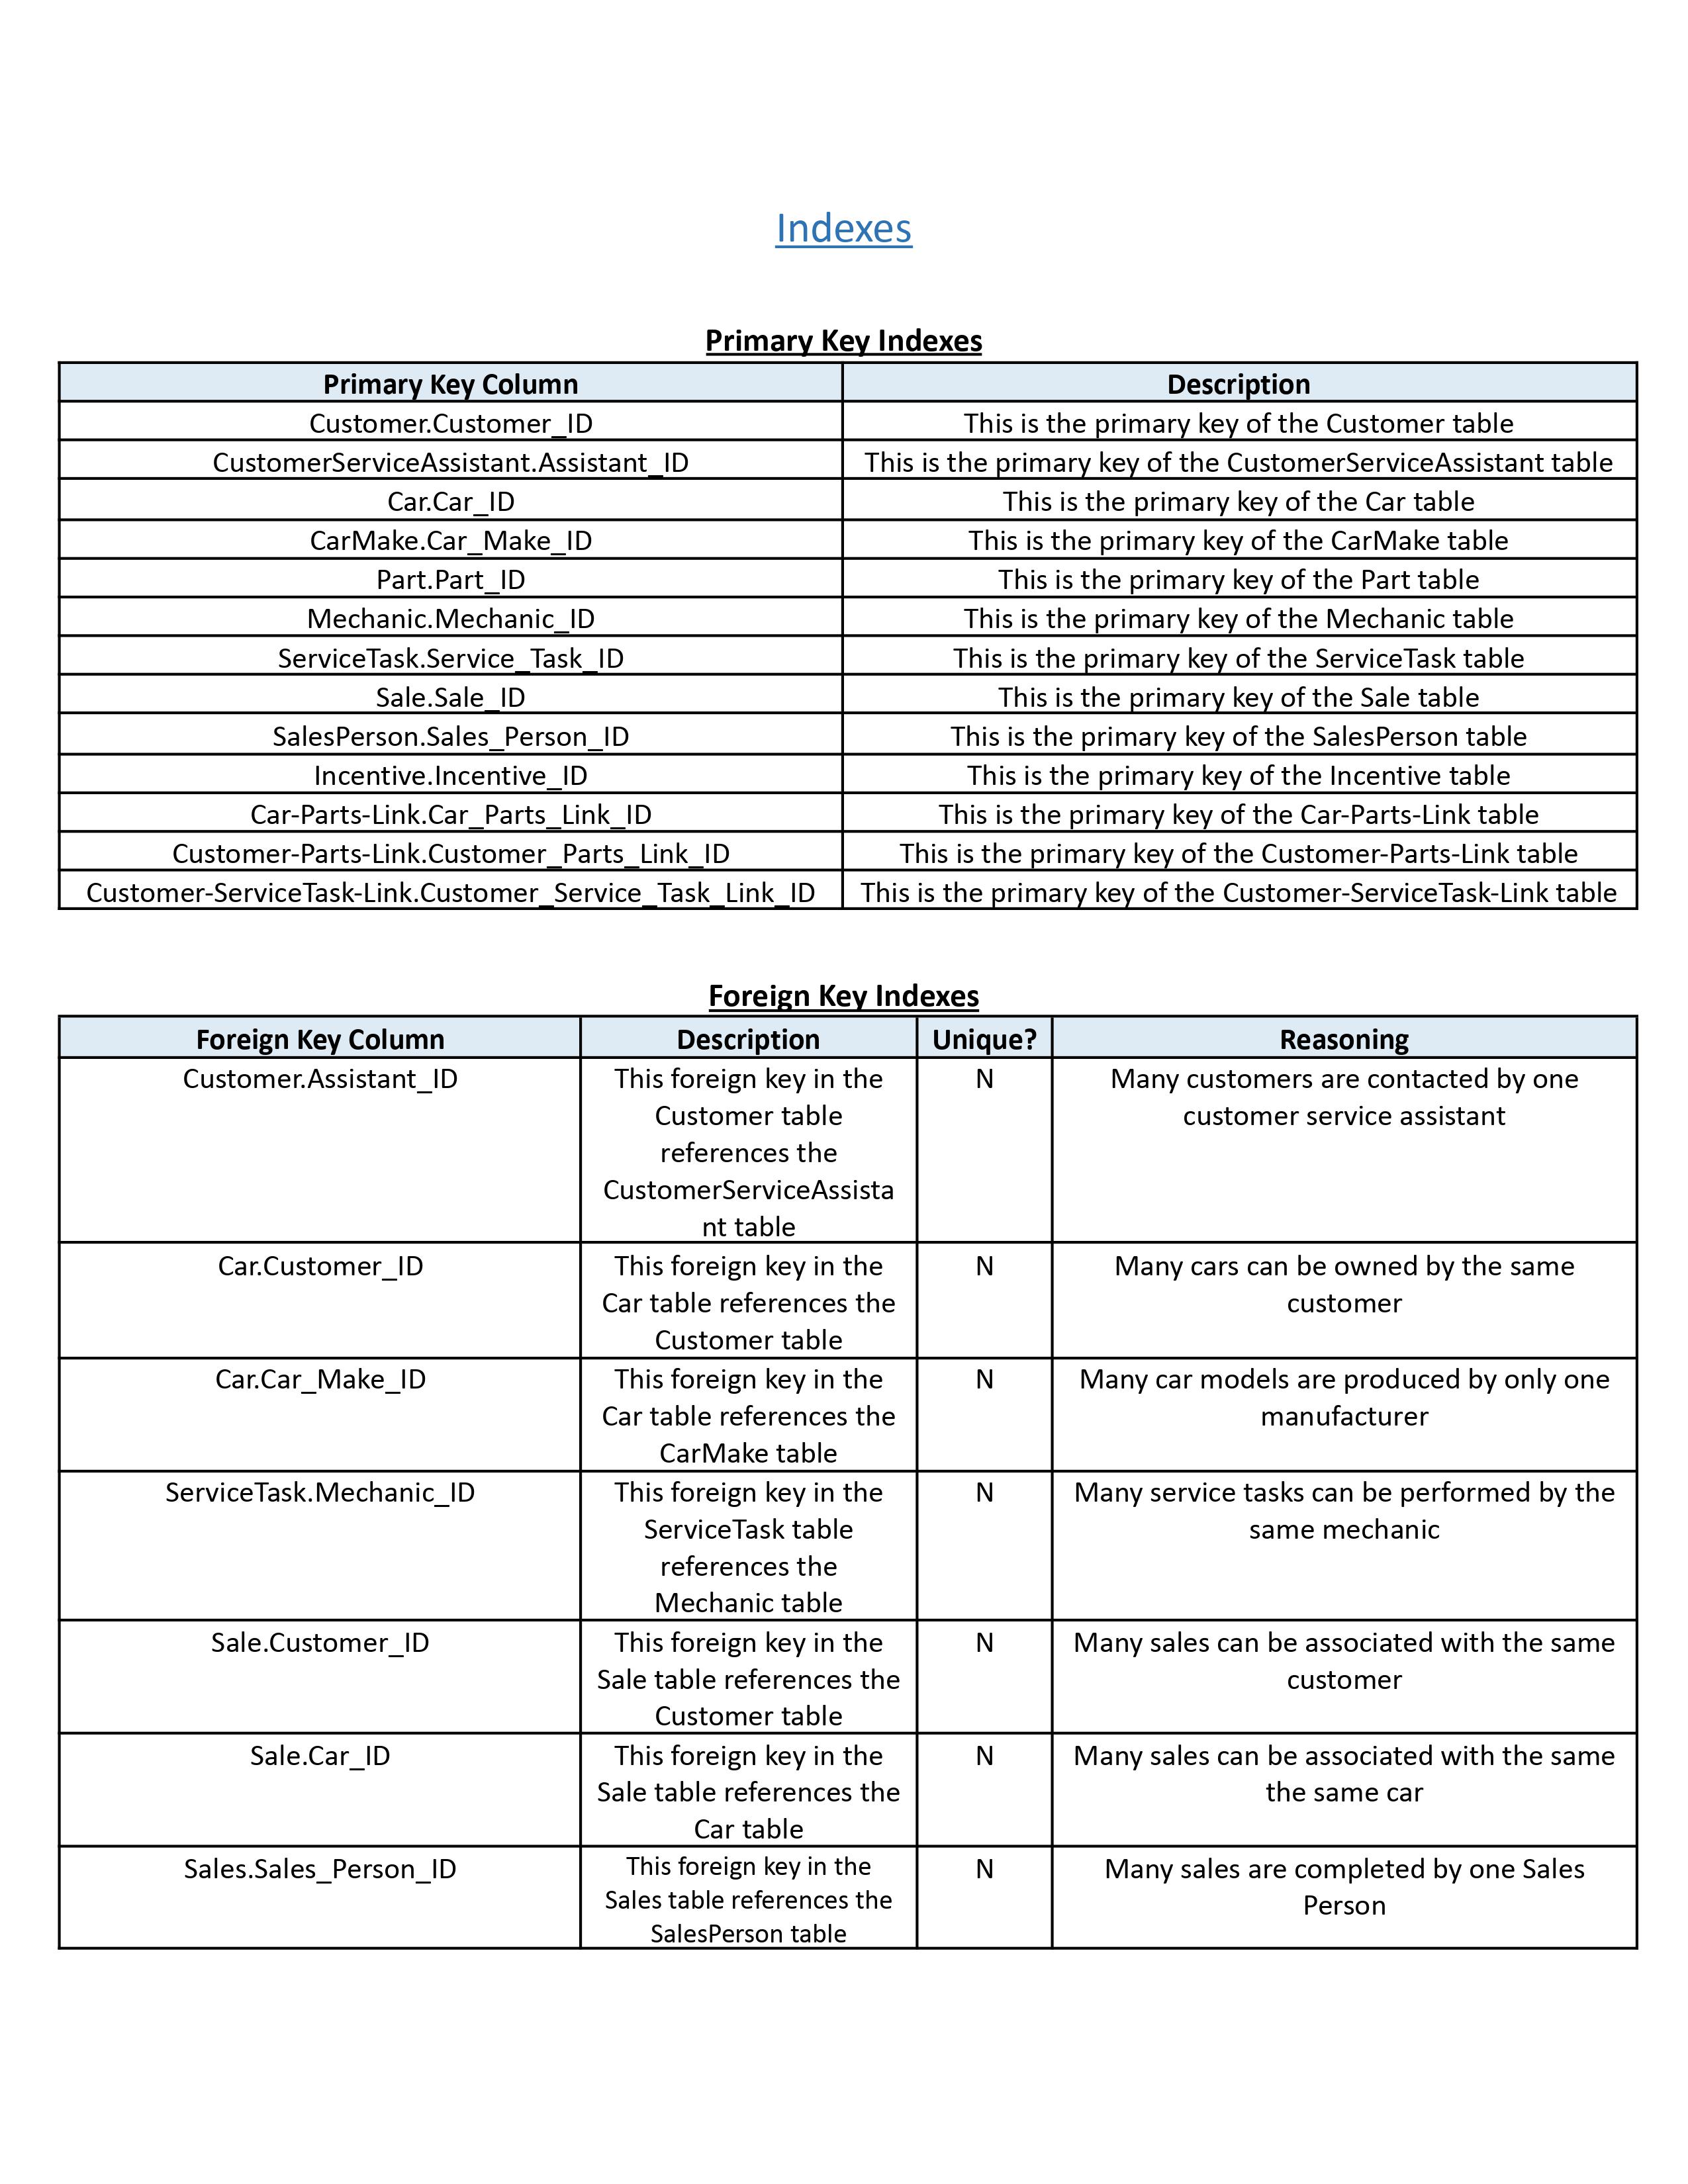 Indexes
Primary Key Indexes
Primary Key Column Description
Customer.Customer_ID This is the primary key of the Customer table
CustomerServiceAssistant.Assistant_ID This is the primary key of the CustomerServiceAssistant table
Car.Car_ID This is the primary key of the Car table
CarMake.Car_Make_ID This is the primary key of the CarMake table
Part.Part_ID This is the primary key of the Part table
Mechanic.Mechanic_ID This is the primary key of the Mechanic table
ServiceTask.Service_Task_ID This is the primary key of the ServiceTask table
Sale.Sale_ID This is the primary key of the Sale table
SalesPerson.Sales_Person_ID This is the primary key of the SalesPerson table
Incentive.Incentive_ID This is the primary key of the Incentive table
Car-Parts-Link.Car_Parts_Link_ID This is the primary key of the Car-Parts-Link table
Customer-Parts-Link.Customer_Parts_Link_ID This is the primary key of the Customer-Parts-Link table
Customer-ServiceTask-Link.Customer_Service_Task_Link_ID This is the primary key of the Customer-ServiceTask-Link table
Foreign Key Indexes
Foreign Key Column Description Unique? Reasoning
Customer.Assistant_ID This foreign key in the N Many customers are contacted by one
Customer table customer service assistant
references the
CustomerServiceAssista
nt table
Car.Customer_ID This foreign key in the N Many cars can be owned by the same
Car table references the customer
Customer table
Car.Car_Make_ID This foreign key in the N Many car models are produced by only one
Car table references the manufacturer
CarMake table
ServiceTask.Mechanic_ID This foreign key in the N Many service tasks can be performed by the
ServiceTask table same mechanic
references the
Mechanic table
Sale.Customer_ID This foreign key in the N Many sales can be associated with the same
Sale table references the customer
Customer table
Sale.Car_ID This foreign key in the N Many sales can be associated with the same
Sale table references the the same car
Car table
Sales.Sales_Person_ID This foreign key in the N Many sales are completed by one Sales
Sales table references the Person
SalesPerson table